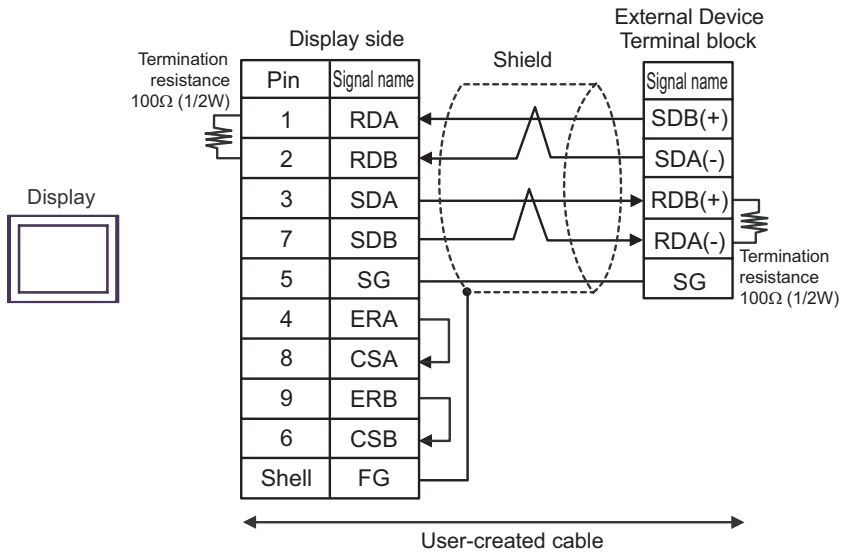 Display side
External Device
Terminal block
Shield
Termination
resistance
100Ω (1/2W)
Pin Signal name
1 RDA
2 RDB
3 SDA
7 SDB
5 SG
4 ERA
8 CSA
9 ERB
6 CSB
Shell FG
Signal name
SDB(+)
SDA(-)
RDB(+)
RDA(-)
SG
Termination
resistance
100Ω (1/2W)
Display
User-created cable